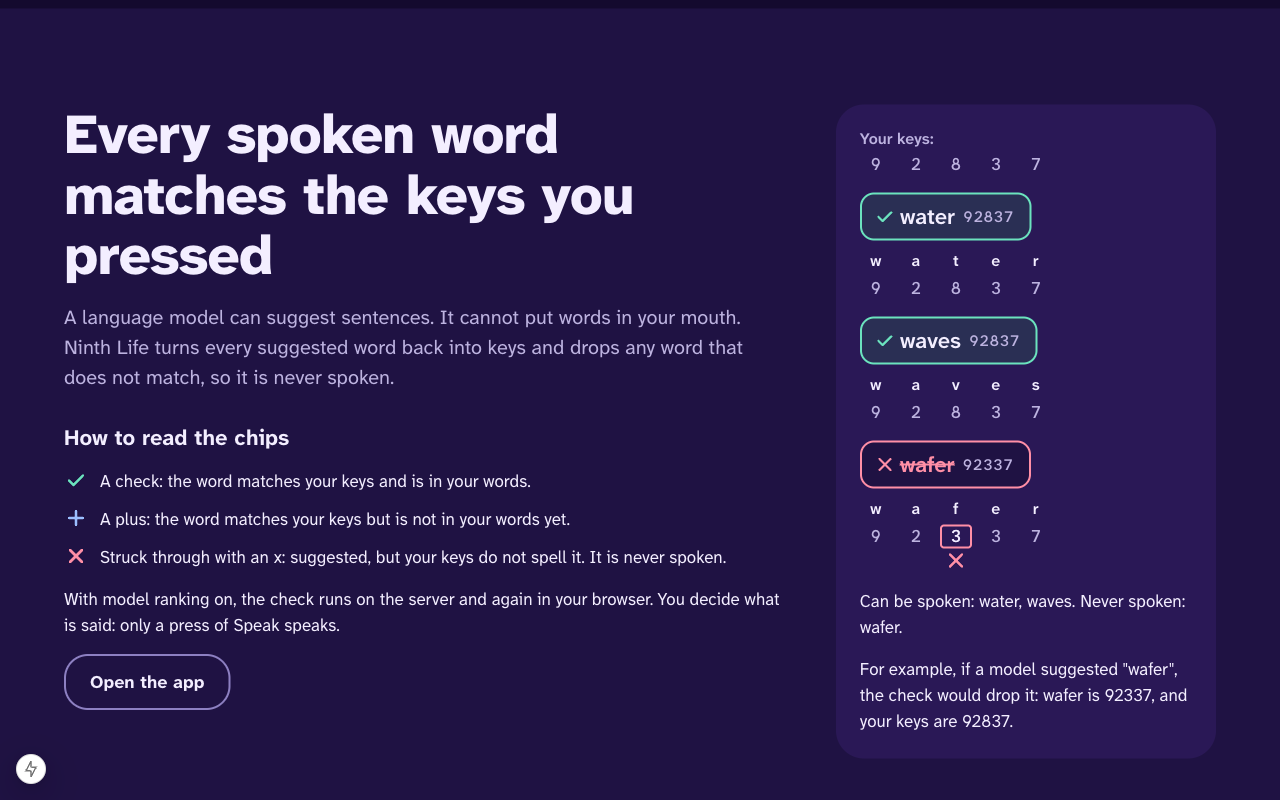 Every spoken word
matches the keys you
pressed
A language model can suggest sentences. It cannot put words in your mouth.
Ninth Life turns every suggested word back into keys and drops any word that
does not match, so it is never spoken.
How to read the chips
A check: the word matches your keys and is in your words.
A plus: the word matches your keys but is not in your words yet.
Struck through with an x: suggested, but your keys do not spell it. It is never spoken.
With model ranking on, the check runs on the server and again in your browser. You decide what
is said: only a press of Speak speaks.
Open the app
Your keys:
9 2 8 3 7
water 92837
w a t e r
9 2 8 3 7
waves 92837
w a v e s
9 2 8 3 7
wafer 92337
w a f e r
9 2 3 3 7
Can be spoken: water, waves. Never spoken:
wafer.
For example, if a model suggested "wafer",
the check would drop it: wafer is 92337, and
your keys are 92837.